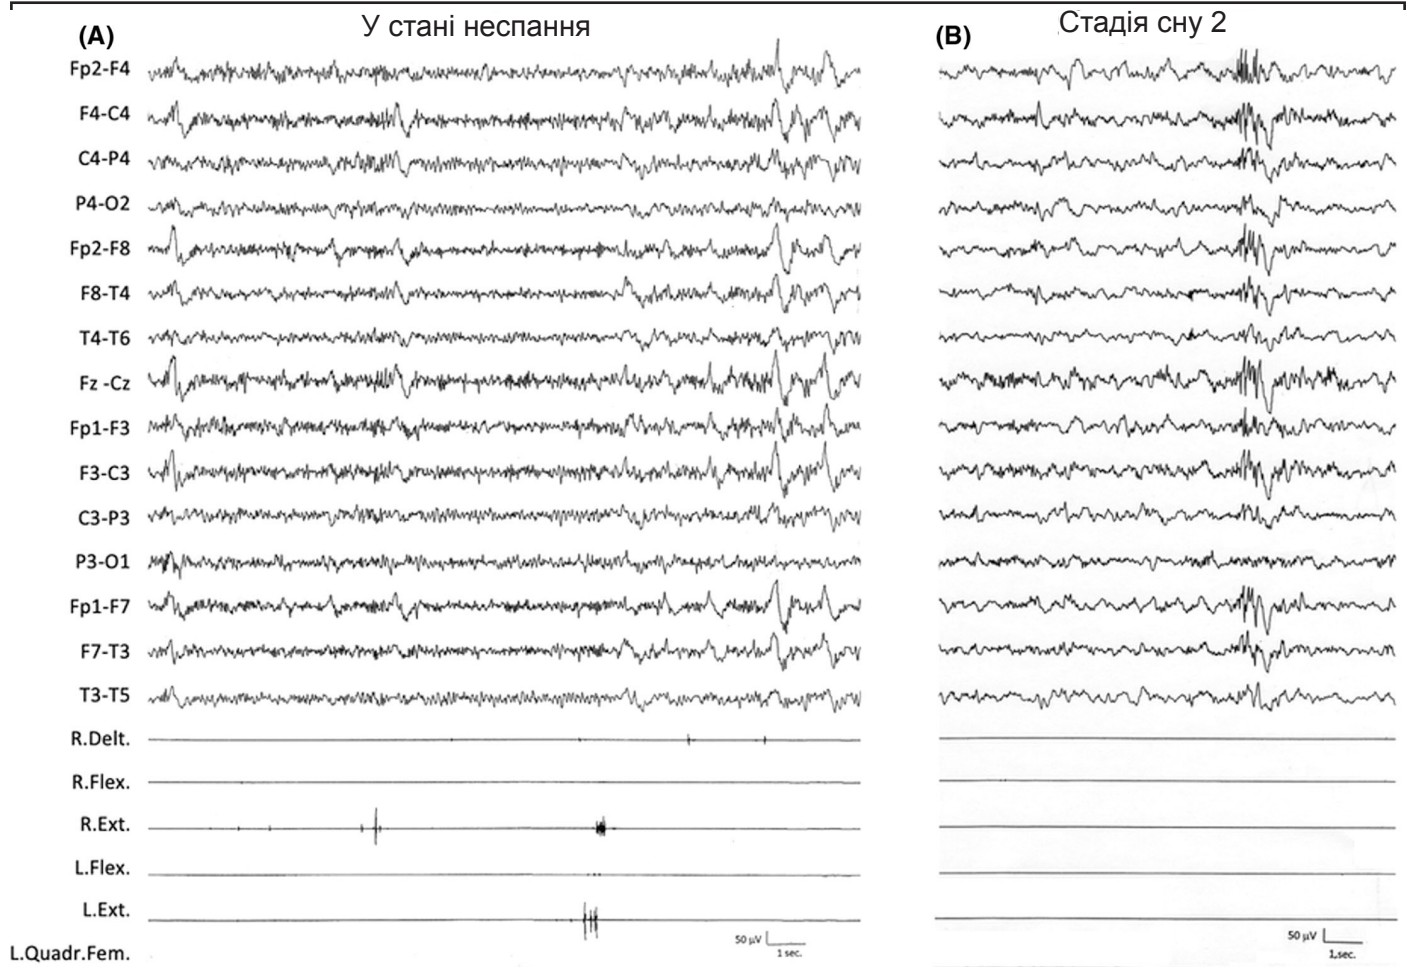 У стані неспання
Стадія сну 2
(A)
(B)
Fp2-F4
F4-C4
C4-P4
P4-O2
Fp2-F8
F8-T4
T4-T6
Fz -Cz
Fp1-F3
F3-C3
C3-P3
P3-O1
Fp1-F7
F7-T3
T3-T5
R.Delt.
R.Flex.
R.Ext.
L.Flex.
L.Ext.
L.Quadr.Fem.
50 µV
1 sec.
50 µV
1,sec.